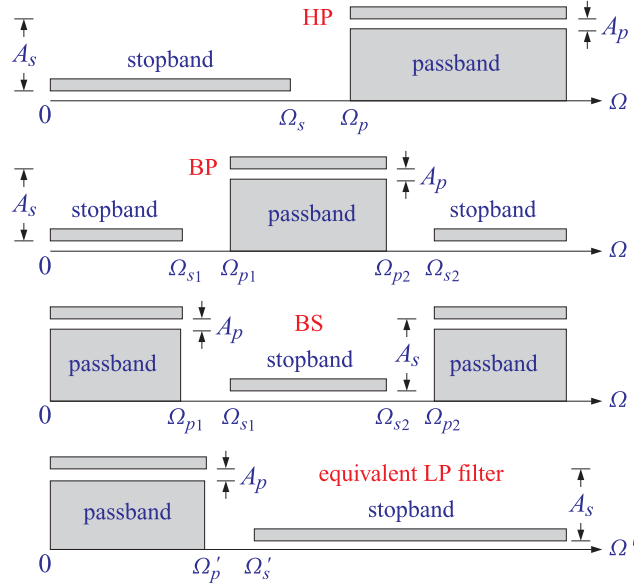 HP
A_s
stopband
passband
A_p
0
Ω_s
Ω_p
Ω
BP
A_s
stopband
passband
A_p
stopband
0
Ω_s1
Ω_p1
Ω_p2
Ω_s2
Ω
passband
A_p
BS
stopband
A_s
passband
0
Ω_p1
Ω_s1
Ω_s2
Ω_p2
Ω
passband
A_p
equivalent LP filter
stopband
A_s
0
Ω_p'
Ω_s'
Ω'